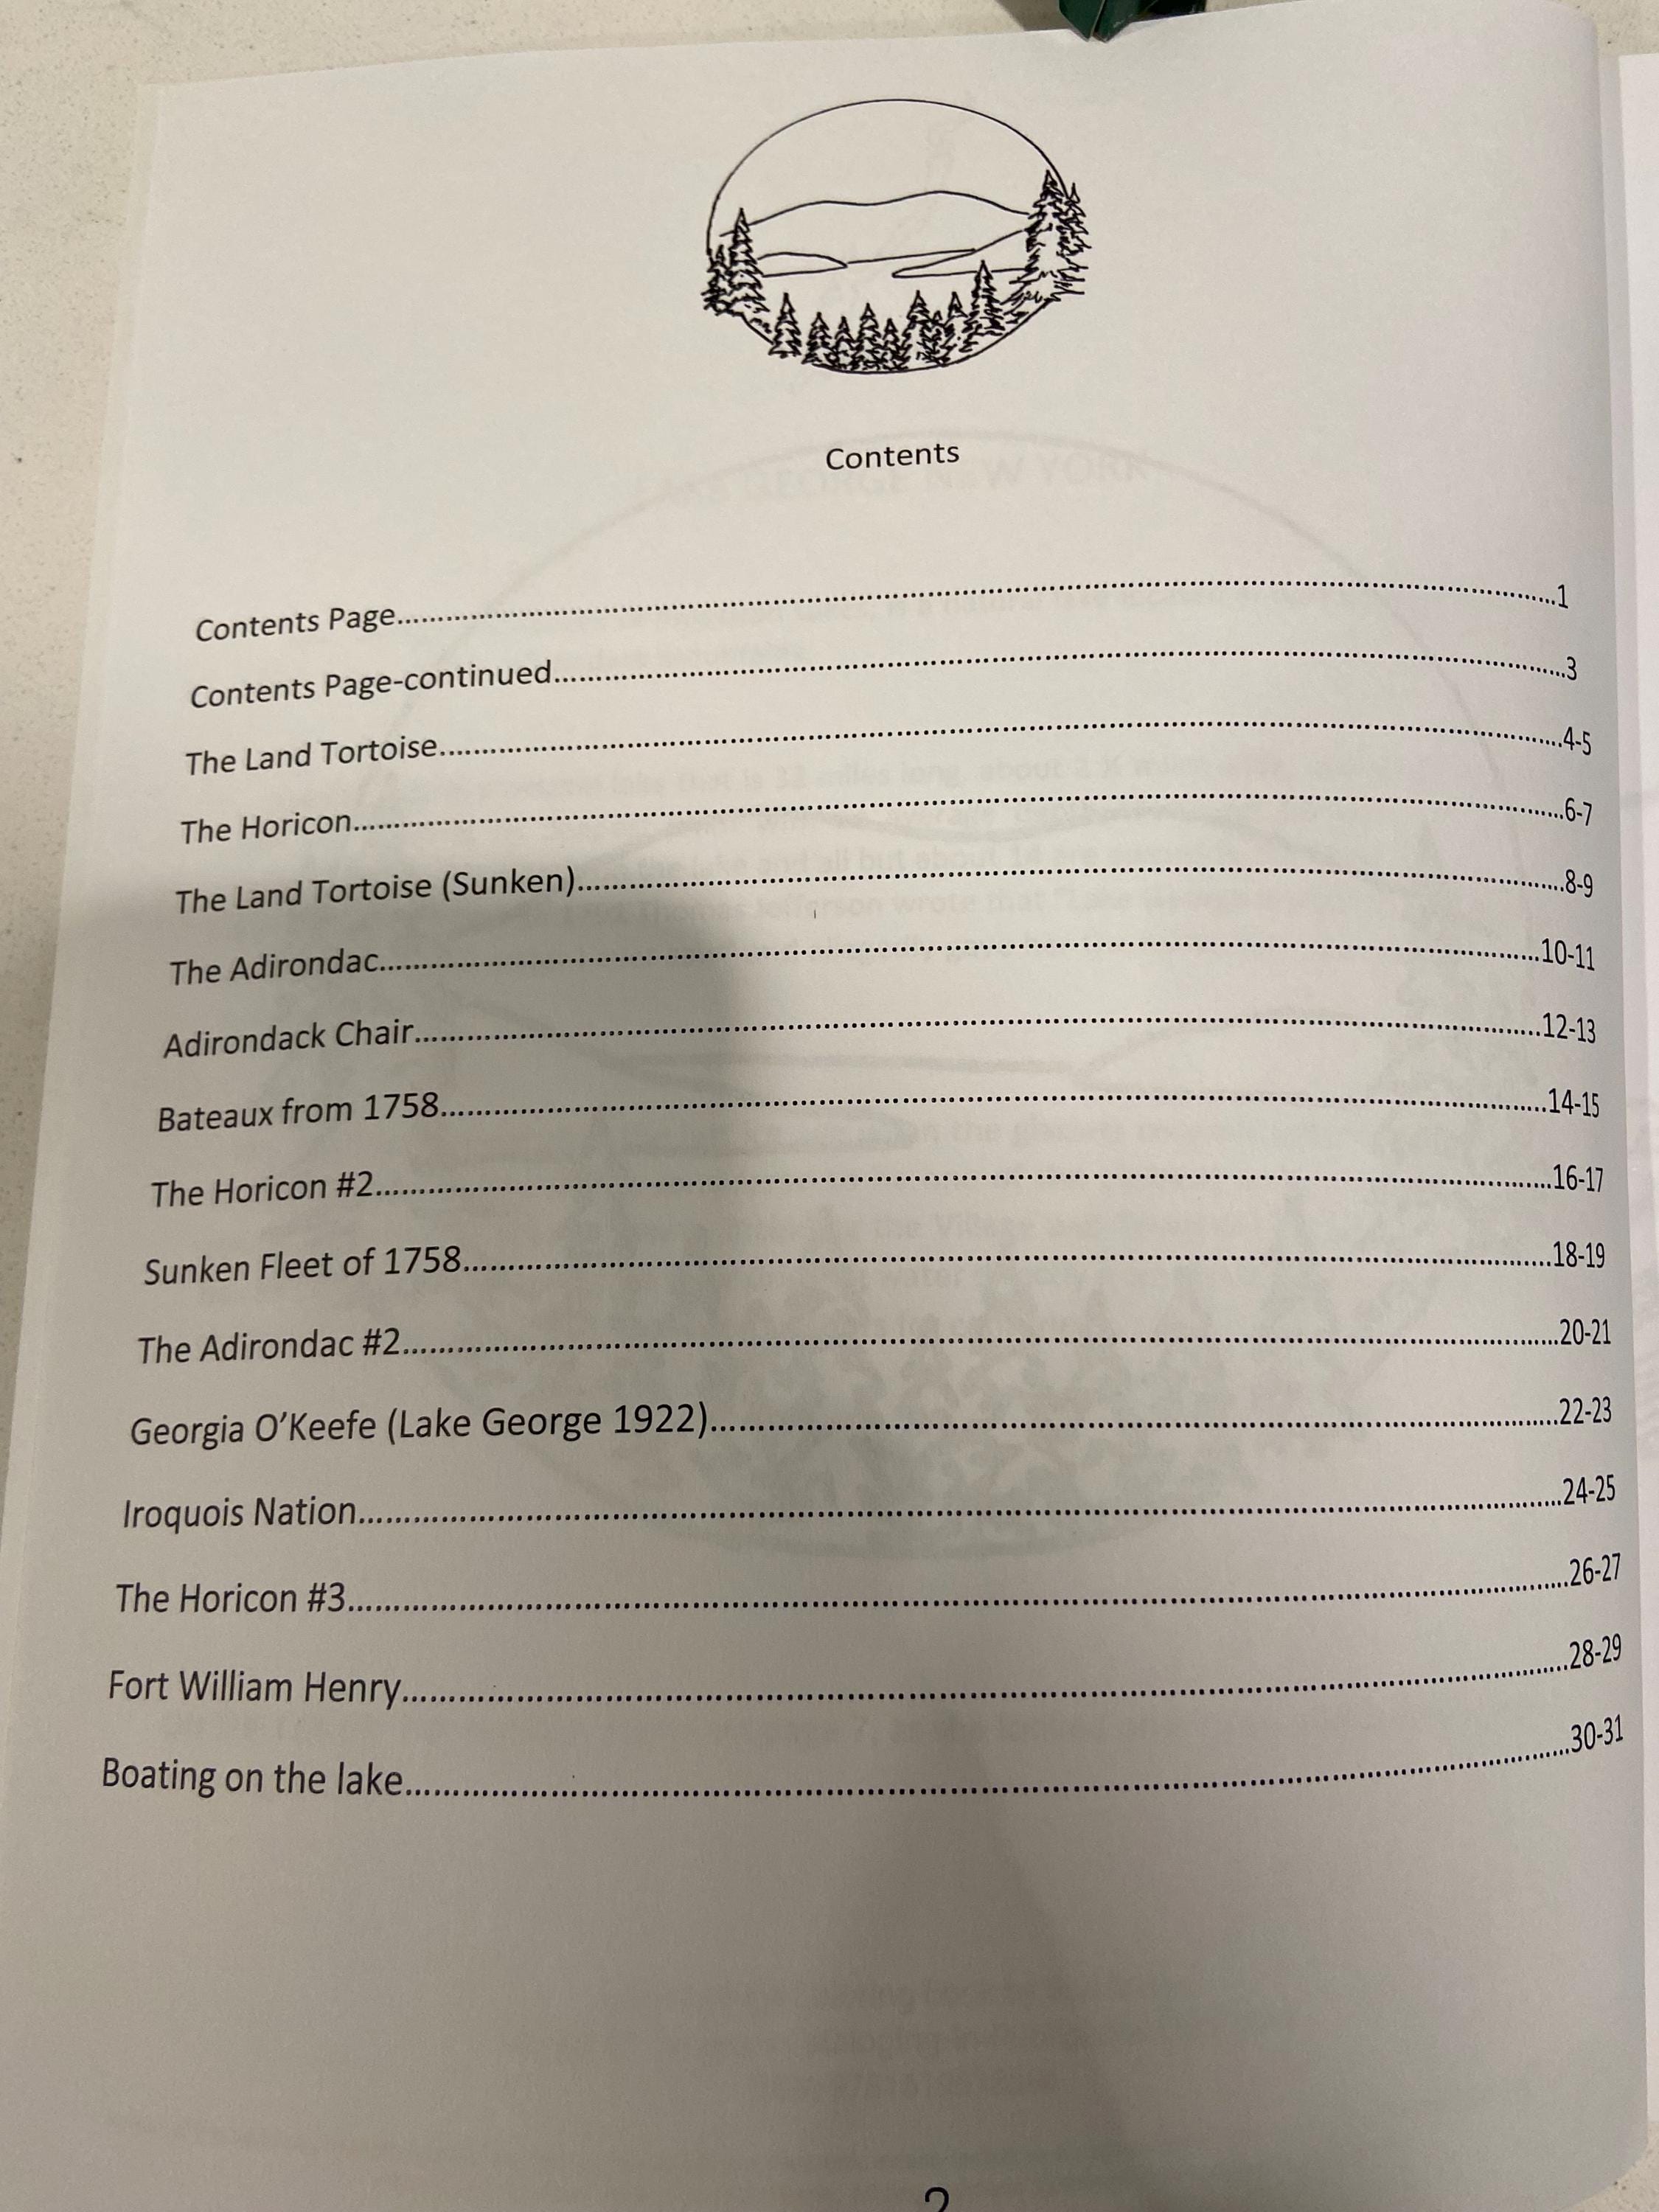 Contents
Contents Page..........1
Contents Page-continued..........3
The Land Tortoise..........4-5
The Horicon..........6-7
The Land Tortoise (Sunken)..........8-9
The Adirondac..........10-11
Adirondack Chair..........12-13
Bateaux from 1758..........14-15
The Horicon #2..........16-17
Sunken Fleet of 1758..........18-19
The Adirondac #2..........20-21
Georgia O'Keefe (Lake George 1922)..........22-23
Iroquois Nation..........24-25
The Horicon #3..........26-27
Fort William Henry..........28-29
Boating on the lake..........30-31
2